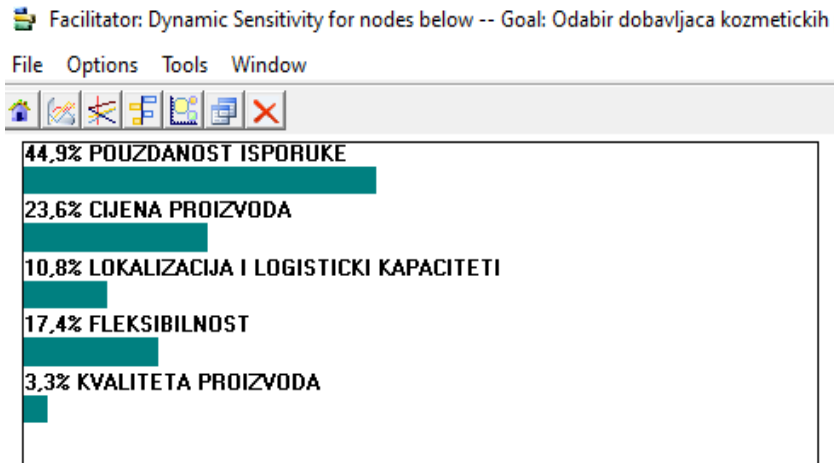 Facilitator: Dynamic Sensitivity for nodes below -- Goal: Odabir dobavljaca kozmetickih
File Options Tools Window
44,9% POUZDANOST ISPORUKE
23,6% CIJENA PROIZVODA
10,8% LOKALIZACIJA I LOGISTICKI KAPACITETI
17,4% FLEKSIBILNOST
3,3% KVALITETA PROIZVODA